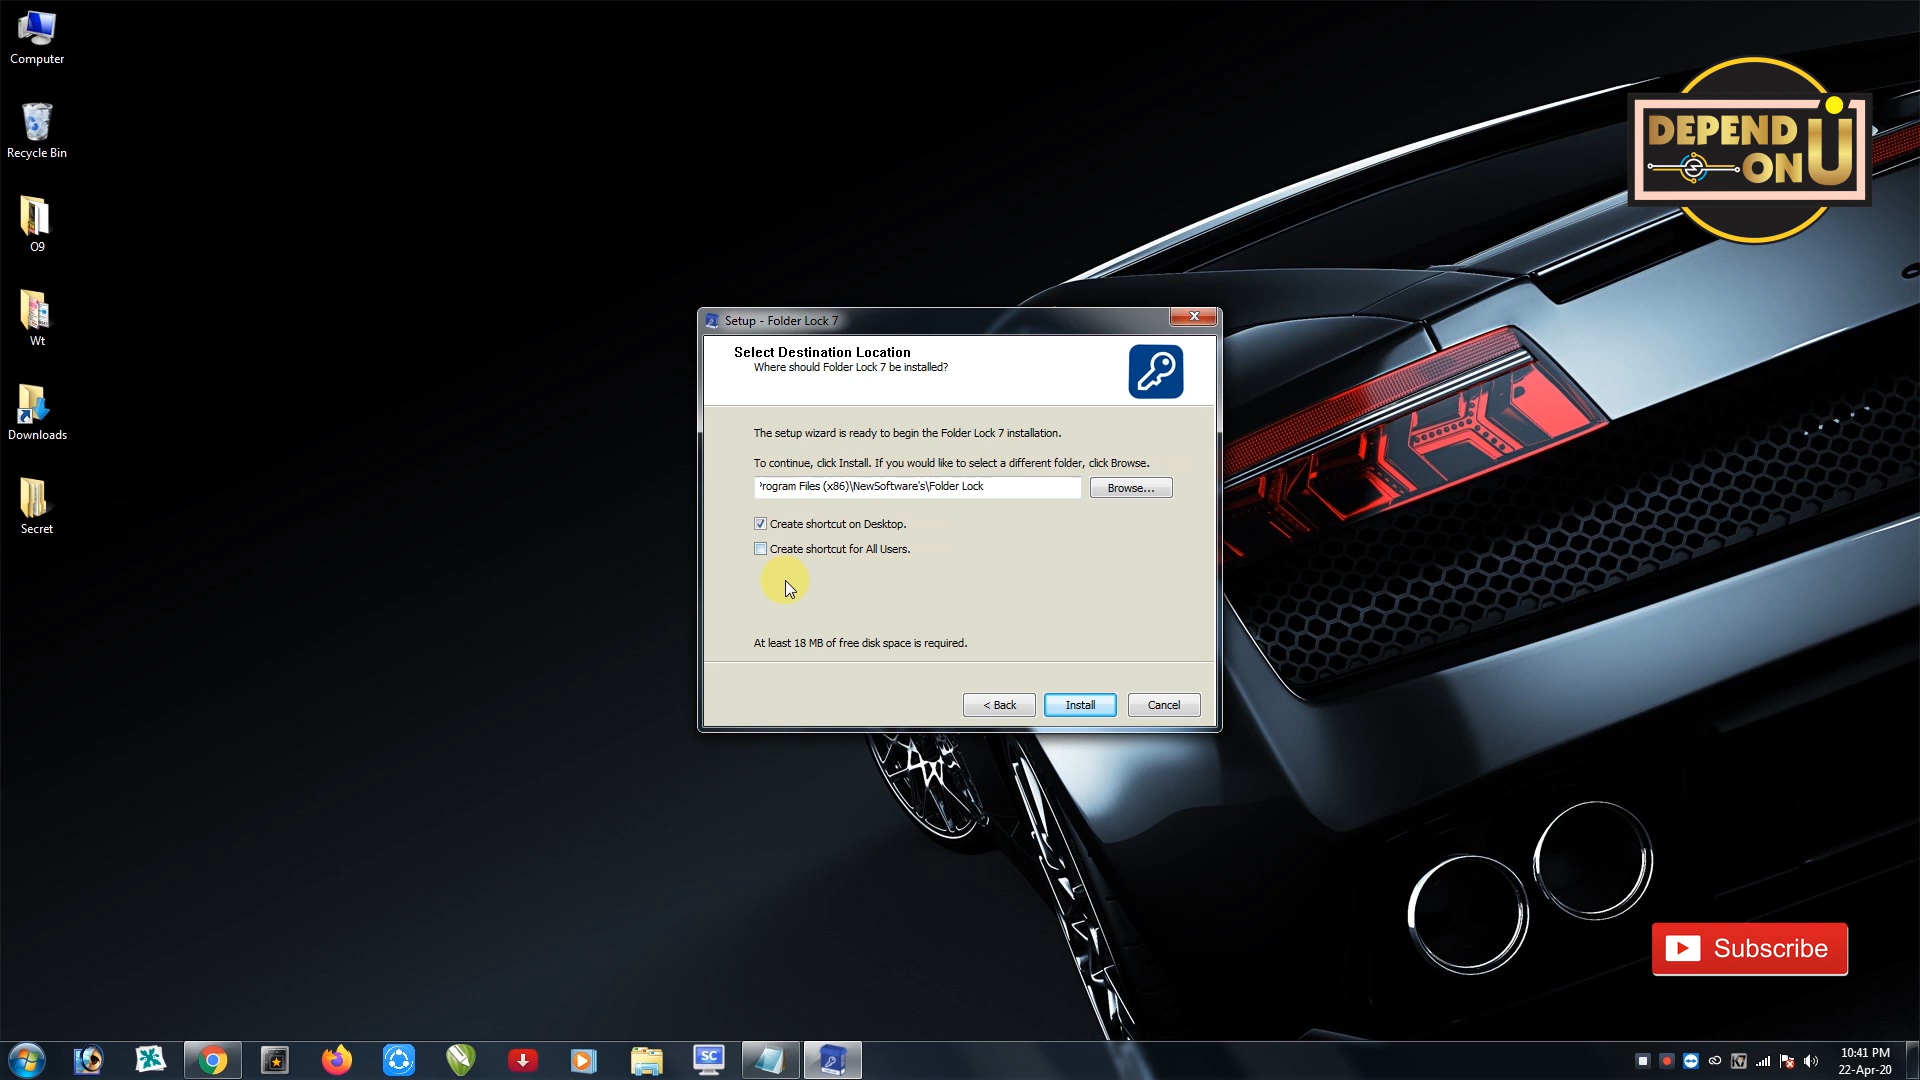 Computer
Recycle Bin
O9
Wt
Downloads
Secret
DEPEND
ON U
Setup - Folder Lock 7
Select Destination Location
Where should Folder Lock 7 be installed?
The setup wizard is ready to begin the Folder Lock 7 installation.
To continue, click Install. If you would like to select a different folder, click Browse.
rogram Files (x86)\NewSoftware's\Folder Lock
Browse...
Create shortcut on Desktop.
Create shortcut for All Users.
At least 18 MB of free disk space is required.
< Back
Install
Cancel
Subscribe
SC
10:41 PM
22-Apr-20